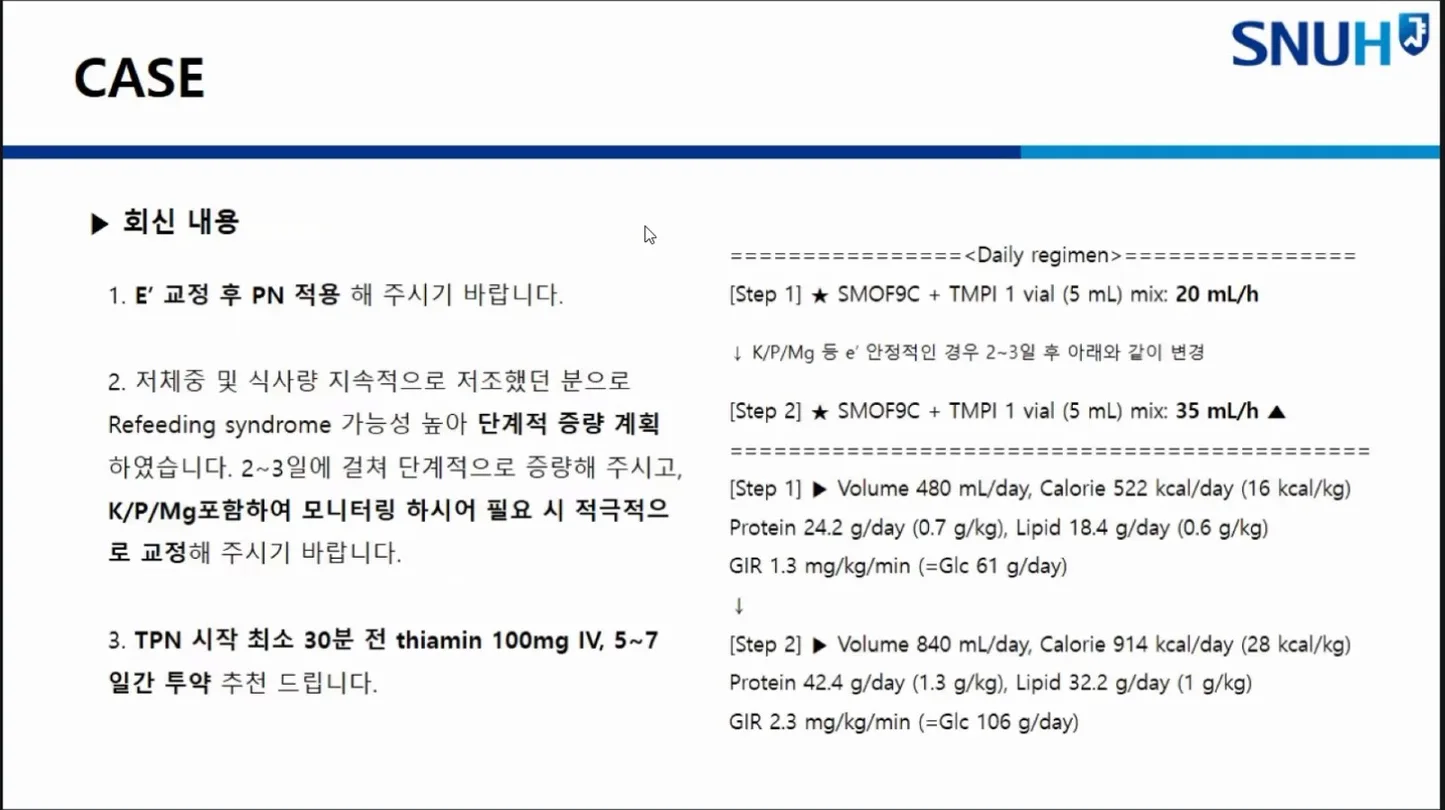 SNUH
CASE
▶ 회신 내용
1. E’ 교정 후 PN 적용 해 주시기 바랍니다.
2. 저체중 및 식사량 지속적으로 저조했던 분으로
Refeeding syndrome 가능성 높아 단계적 증량 계획
하였습니다. 2~3일에 걸쳐 단계적으로 증량해 주시고,
K/P/Mg포함하여 모니터링 하시어 필요 시 적극적으
로 교정해 주시기 바랍니다.
3. TPN 시작 최소 30분 전 thiamin 100mg IV, 5~7
일간 투약 추천 드립니다.
================<Daily regimen>================
[Step 1] ★ SMOF9C + TMPI 1 vial (5 mL) mix: 20 mL/h
↓ K/P/Mg 등 e’ 안정적인 경우 2~3일 후 아래와 같이 변경
[Step 2] ★ SMOF9C + TMPI 1 vial (5 mL) mix: 35 mL/h ▲
============================================
[Step 1] ▶ Volume 480 mL/day, Calorie 522 kcal/day (16 kcal/kg)
Protein 24.2 g/day (0.7 g/kg), Lipid 18.4 g/day (0.6 g/kg)
GIR 1.3 mg/kg/min (=Glc 61 g/day)
↓
[Step 2] ▶ Volume 840 mL/day, Calorie 914 kcal/day (28 kcal/kg)
Protein 42.4 g/day (1.3 g/kg), Lipid 32.2 g/day (1 g/kg)
GIR 2.3 mg/kg/min (=Glc 106 g/day)